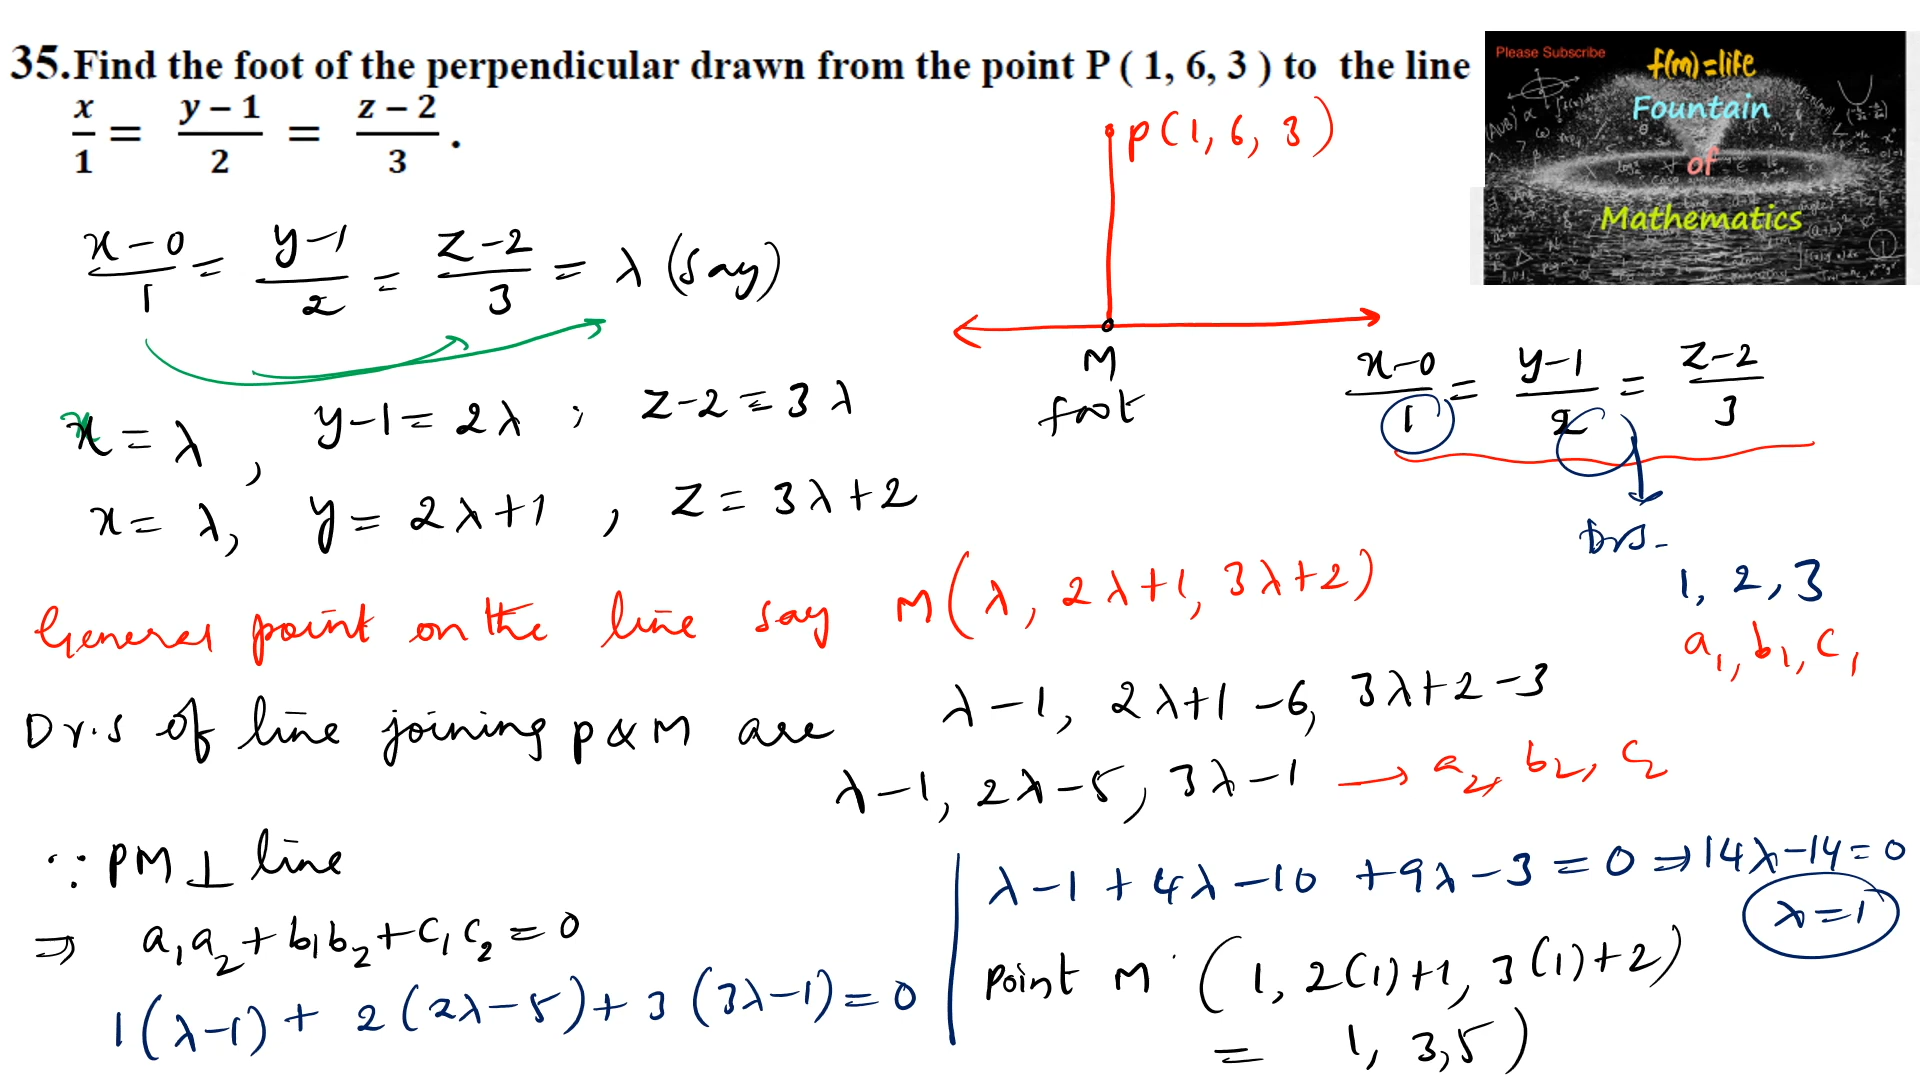 35.Find the foot of the perpendicular drawn from the point P ( 1, 6, 3 ) to the line
x/1 = y − 1/2 = z − 2/3 .
Please Subscribe
f(m)=life
Fountain
of
Mathematics
P(1, 6, 3)
x-0/1 = y-1/2 = z-2/3 = λ (say)
M
foot
x-0/1 = y-1/2 = z-2/3
Drs-
1, 2, 3
a₁, b₁, c₁
x = λ, y-1 = 2λ ; z-2 = 3λ
x = λ, y = 2λ+1 , z = 3λ+2
General point on the line say M(λ, 2λ+1, 3λ+2)
Dr.s of line joining P & M are λ-1, 2λ+1-6, 3λ+2-3
λ-1, 2λ-5, 3λ-1 → a₂, b₂, c₂
∵ PM ⊥ line
⇒ a₁a₂+b₁b₂+c₁c₂ = 0
1(λ-1) + 2(2λ-5) + 3(3λ-1) = 0
λ-1 + 4λ-10 + 9λ-3 = 0 ⇒ 14λ-14 = 0
λ = 1
Point M (1, 2(1)+1, 3(1)+2)
= 1, 3, 5)